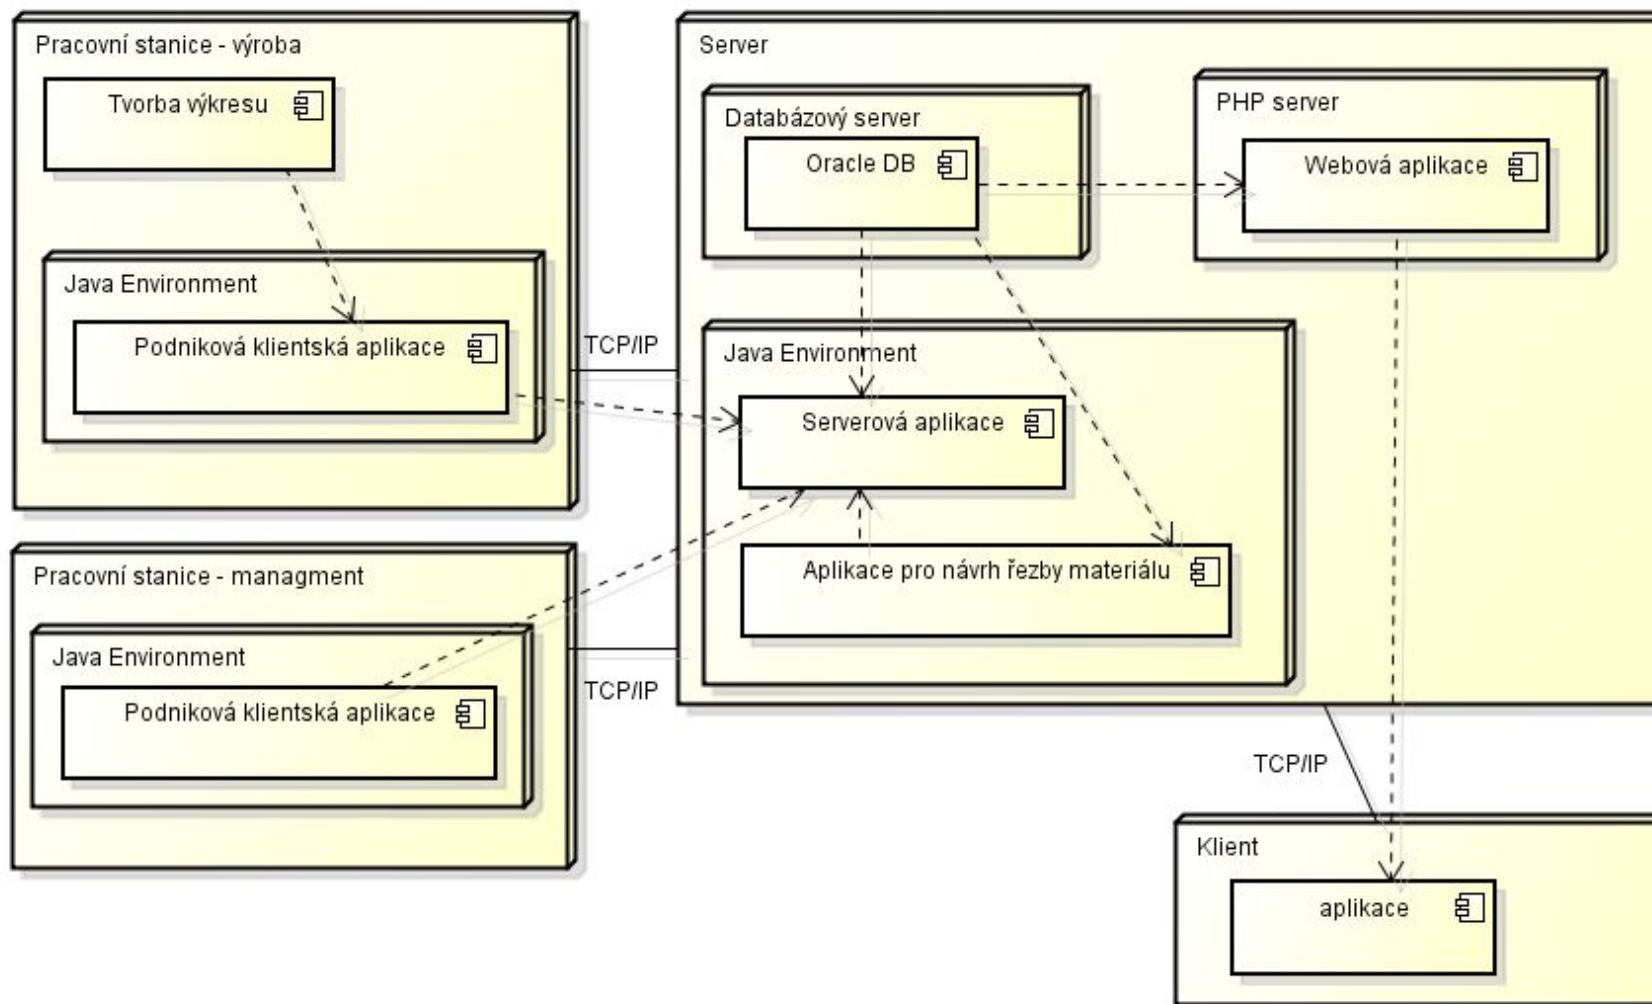 Pracovní stanice - výroba
Tvorba výkresu
Java Environment
Podniková klientská aplikace
TCP/IP
Server
Databázový server
Oracle DB
PHP server
Webová aplikace
Java Environment
Serverová aplikace
Aplikace pro návrh řezby materiálu
Pracovní stanice - managment
Java Environment
Podniková klientská aplikace
TCP/IP
TCP/IP
Klient
aplikace